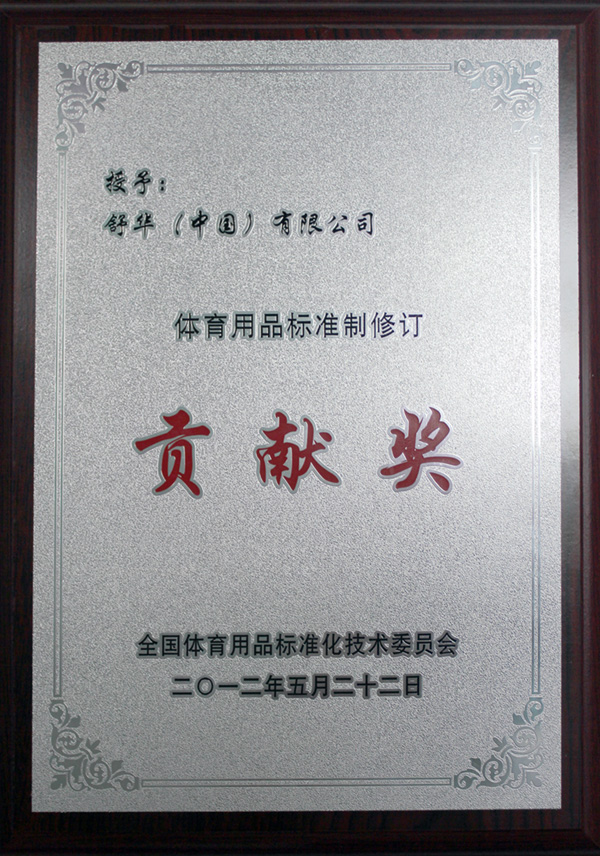 授予：
舒华（中国）有限公司
体育用品标准制修订
贡献奖
全国体育用品标准化技术委员会
二〇一二年五月二十二日